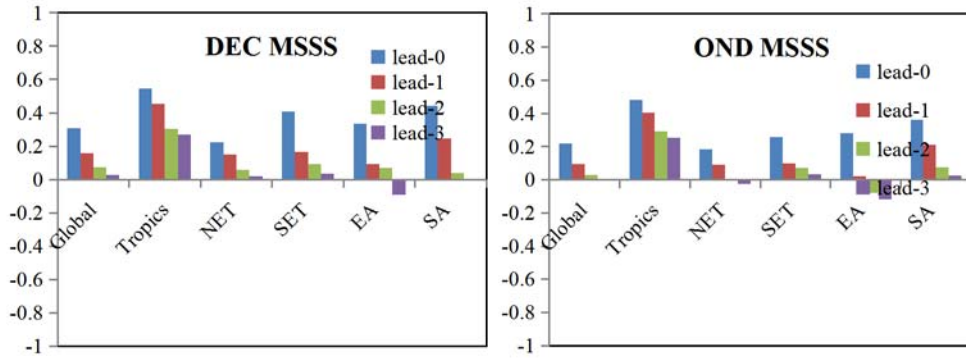 DEC MSSS
1
0.8
0.6
0.4
0.2
0
-0.2
-0.4
-0.6
-0.8
-1
lead-0
lead-1
lead-2
lead-3
Global
Tropics
NET
SET
EA
SA
OND MSSS
1
0.8
0.6
0.4
0.2
0
-0.2
-0.4
-0.6
-0.8
-1
lead-0
lead-1
lead-2
lead-3
Global
Tropics
NET
SET
EA
SA